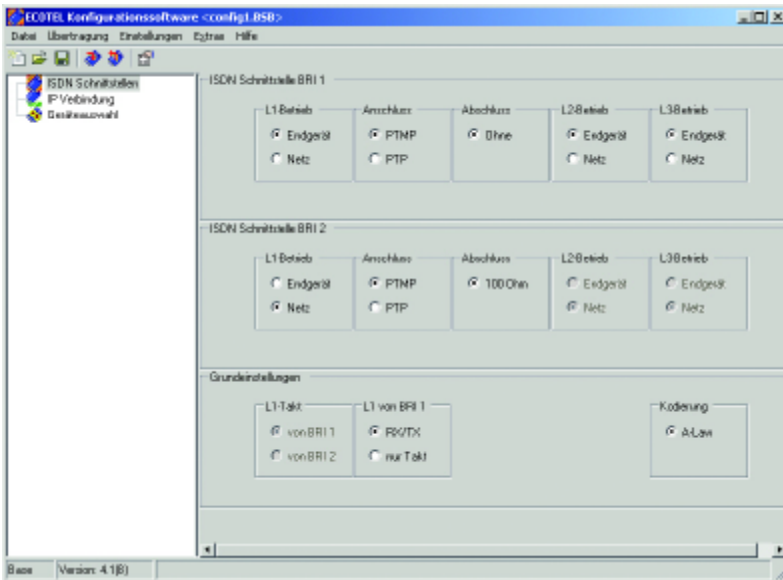 ECOTEL Konfigurationssoftware <config1.BSB>
Datei Übertragung Einstellungen Extras Hilfe
ISDN Schnittstellen
IP Verbindung
Geräteauswahl
ISDN Schnittstelle BRI 1
L1-Betrieb Anschluss Abschluss L2-Betrieb L3-Betrieb
Endgerät PTMP Ohne Endgerät Endgerät
Netz PTP Netz Netz
ISDN Schnittstelle BRI 2
L1-Betrieb Anschluss Abschluss L2-Betrieb L3-Betrieb
Endgerät PTMP 100 Ohm Endgerät Endgerät
Netz PTP Netz Netz
Grundeinstellungen
L1-Takt L1 von BRI 1 Kodierung
von BRI 1 RX/TX A-Law
von BRI 2 nur Takt
Base Version: 4.1(B)